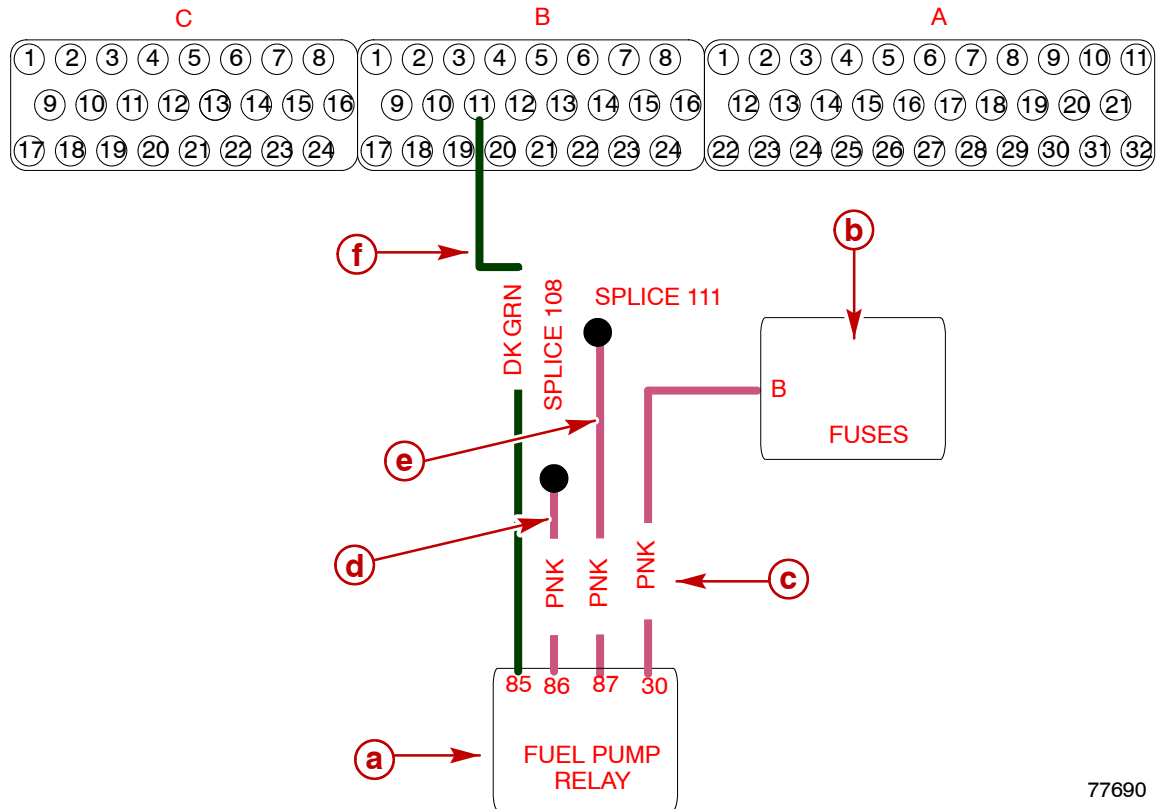 C B A
1 2 3 4 5 6 7 8 1 2 3 4 5 6 7 8 1 2 3 4 5 6 7 8 9 10 11
9 10 11 12 13 14 15 16 9 10 11 12 13 14 15 16 12 13 14 15 16 17 18 19 20 21
17 18 19 20 21 22 23 24 17 18 19 20 21 22 23 24 22 23 24 25 26 27 28 29 30 31 32
b
f
DK GRN
SPLICE 108
SPLICE 111
B
FUSES
e
d
PNK
PNK
PNK
c
85 86 87 30
a
FUEL PUMP
RELAY
77690